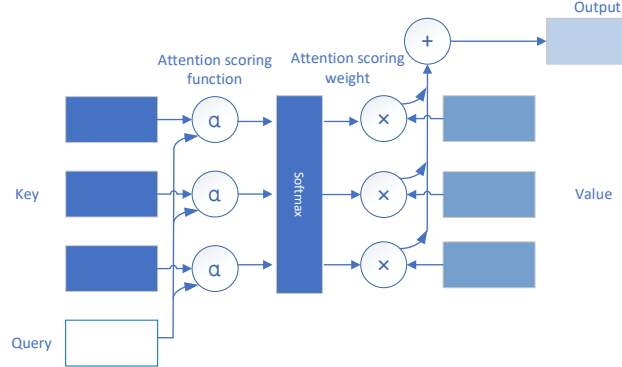 Output
+
Attention scoring
function
Attention scoring
weight
α
×
Key
α
Softmax
×
Value
α
×
Query